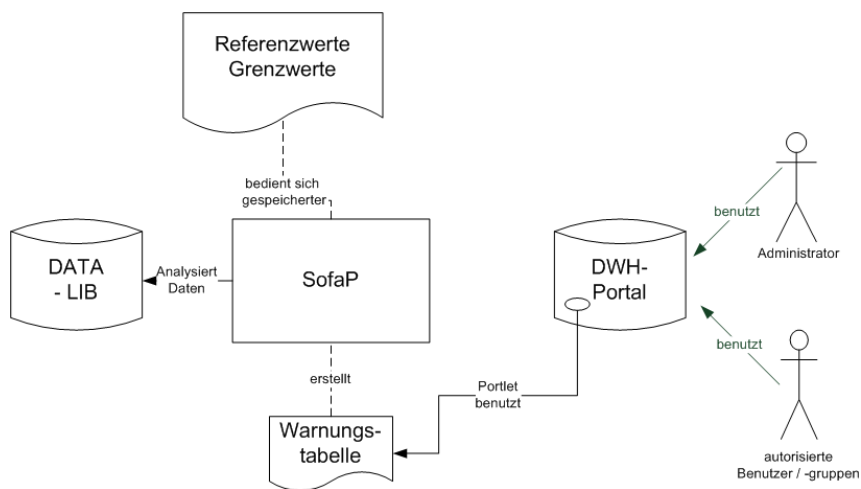 Referenzwerte
Grenzwerte
bedient sich
gespeicherter
DATA
- LIB
Analysiert
Daten
SofaP
DWH-
Portal
benutzt
Administrator
benutzt
autorisierte
Benutzer / -gruppen
erstellt
Portlet
benutzt
Warnungs-
tabelle